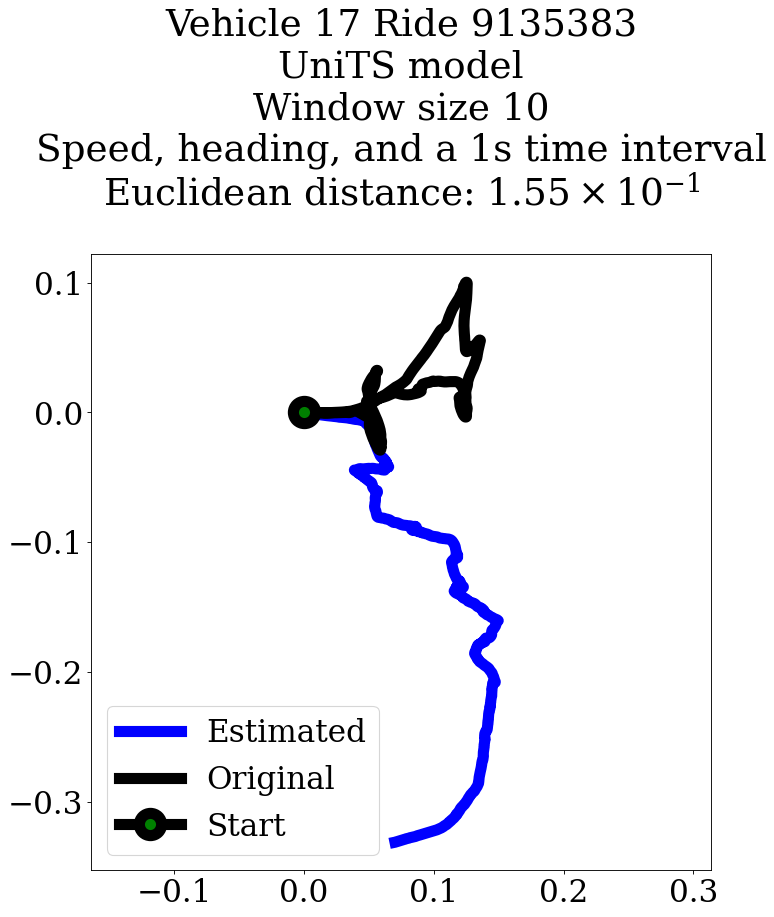 Vehicle 17 Ride 9135383
UniTS model
Window size 10
Speed, heading, and a 1s time interval
Euclidean distance: $1.55 \times 10^{-1}$
0.1
0.0
−0.1
−0.2
−0.3
Estimated
Original
Start
−0.1 0.0 0.1 0.2 0.3